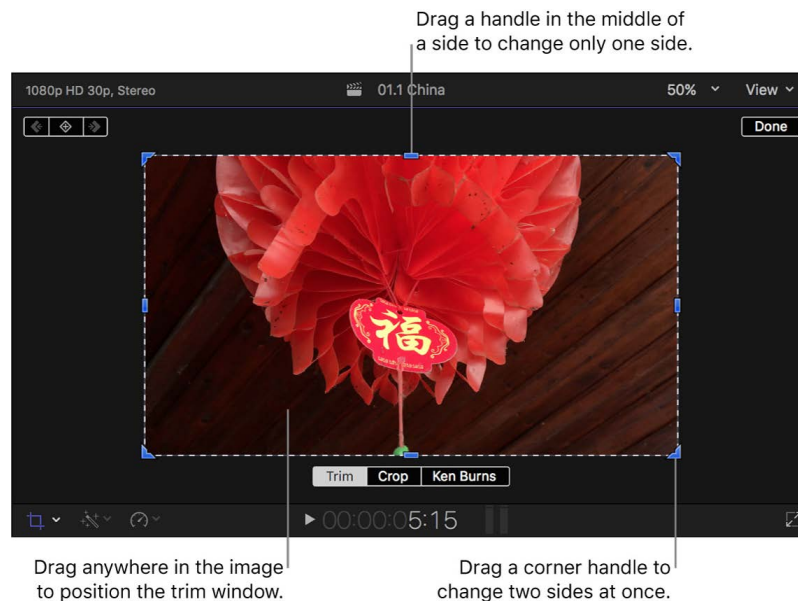 Drag a handle in the middle of
a side to change only one side.
1080p HD 30p, Stereo
01.1 China
50%
View
Done
福
Trim
Crop
Ken Burns
00:00:05:15
Drag anywhere in the image
to position the trim window.
Drag a corner handle to
change two sides at once.